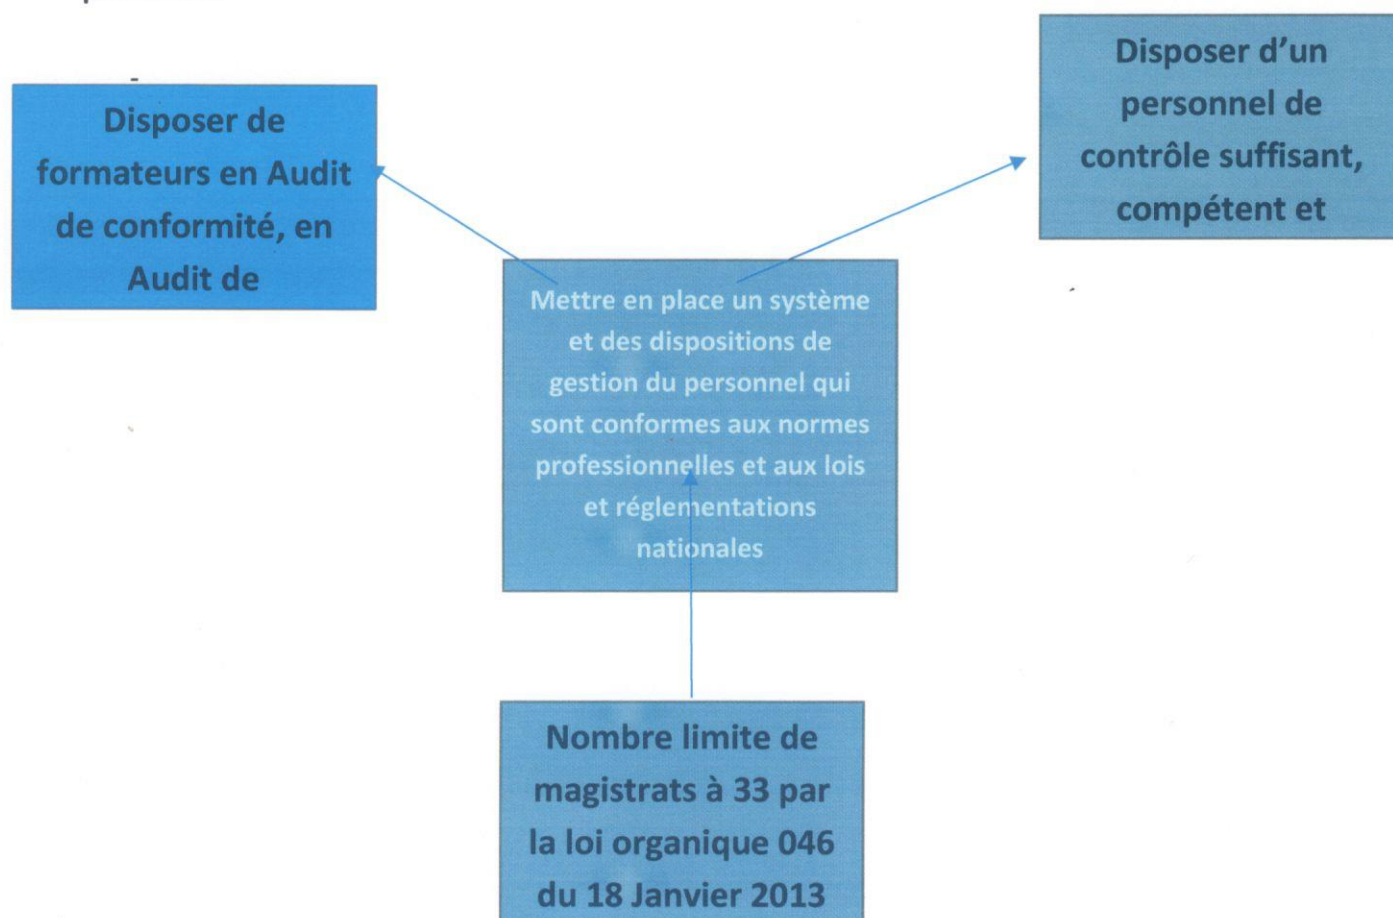 Disposer de
formateurs en Audit
de conformité, en
Audit de
Disposer d'un
personnel de
contrôle suffisant,
compétent et
Mettre en place un système
et des dispositions de
gestion du personnel qui
sont conformes aux normes
professionnelles et aux lois
et réglementations
nationales
Nombre limite de
magistrats à 33 par
la loi organique 046
du 18 Janvier 2013